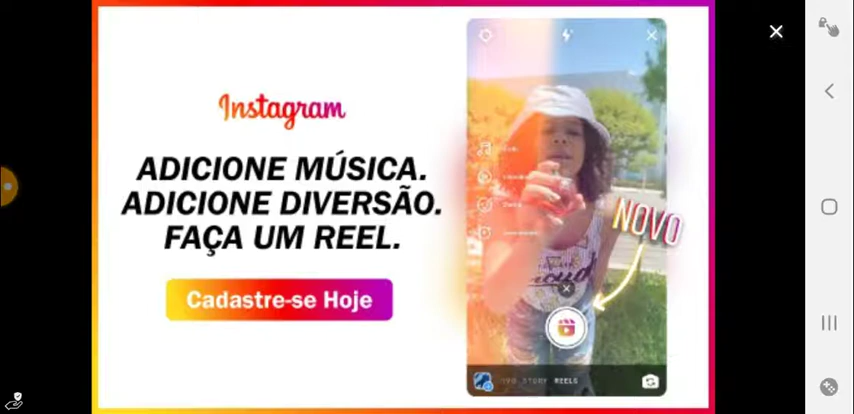 Instagram
ADICIONE MÚSICA.
ADICIONE DIVERSÃO.
FAÇA UM REEL.
Cadastre-se Hoje
NOVO
STORY REELS